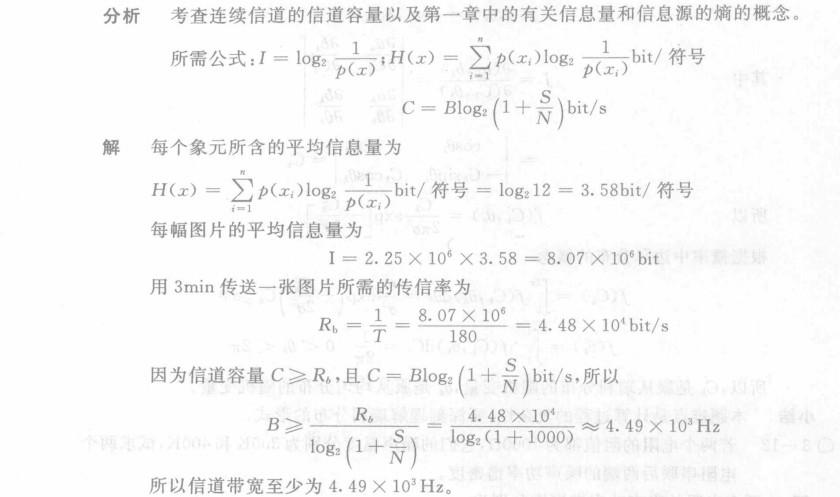 分析 考查连续信道的信道容量以及第一章中的有关信息量和信息源的熵的概念。
所需公式:I = log₂ 1/p(x);H(x) = ∑ⁿᵢ₌₁ p(xᵢ)log₂ 1/p(xᵢ) bit/符号
C = Blog₂(1 + S/N)bit/s
解 每个象元所含的平均信息量为
H(x) = ∑ⁿᵢ₌₁ p(xᵢ)log₂ 1/p(xᵢ) bit/符号 = log₂12 = 3.58bit/符号
每幅图片的平均信息量为
I = 2.25 × 10⁶ × 3.58 = 8.07 × 10⁶ bit
用 3min 传送一张图片所需的传信率为
R_b = 1/T = 8.07 × 10⁶/180 = 4.48 × 10⁴ bit/s
因为信道容量 C ⩾ R_b,且 C = Blog₂(1 + S/N)bit/s,所以
B ⩾ R_b/log₂(1 + S/N) = 4.48 × 10⁴/log₂(1 + 1000) ≈ 4.49 × 10³ Hz
所以信道带宽至少为 4.49 × 10³ Hz。